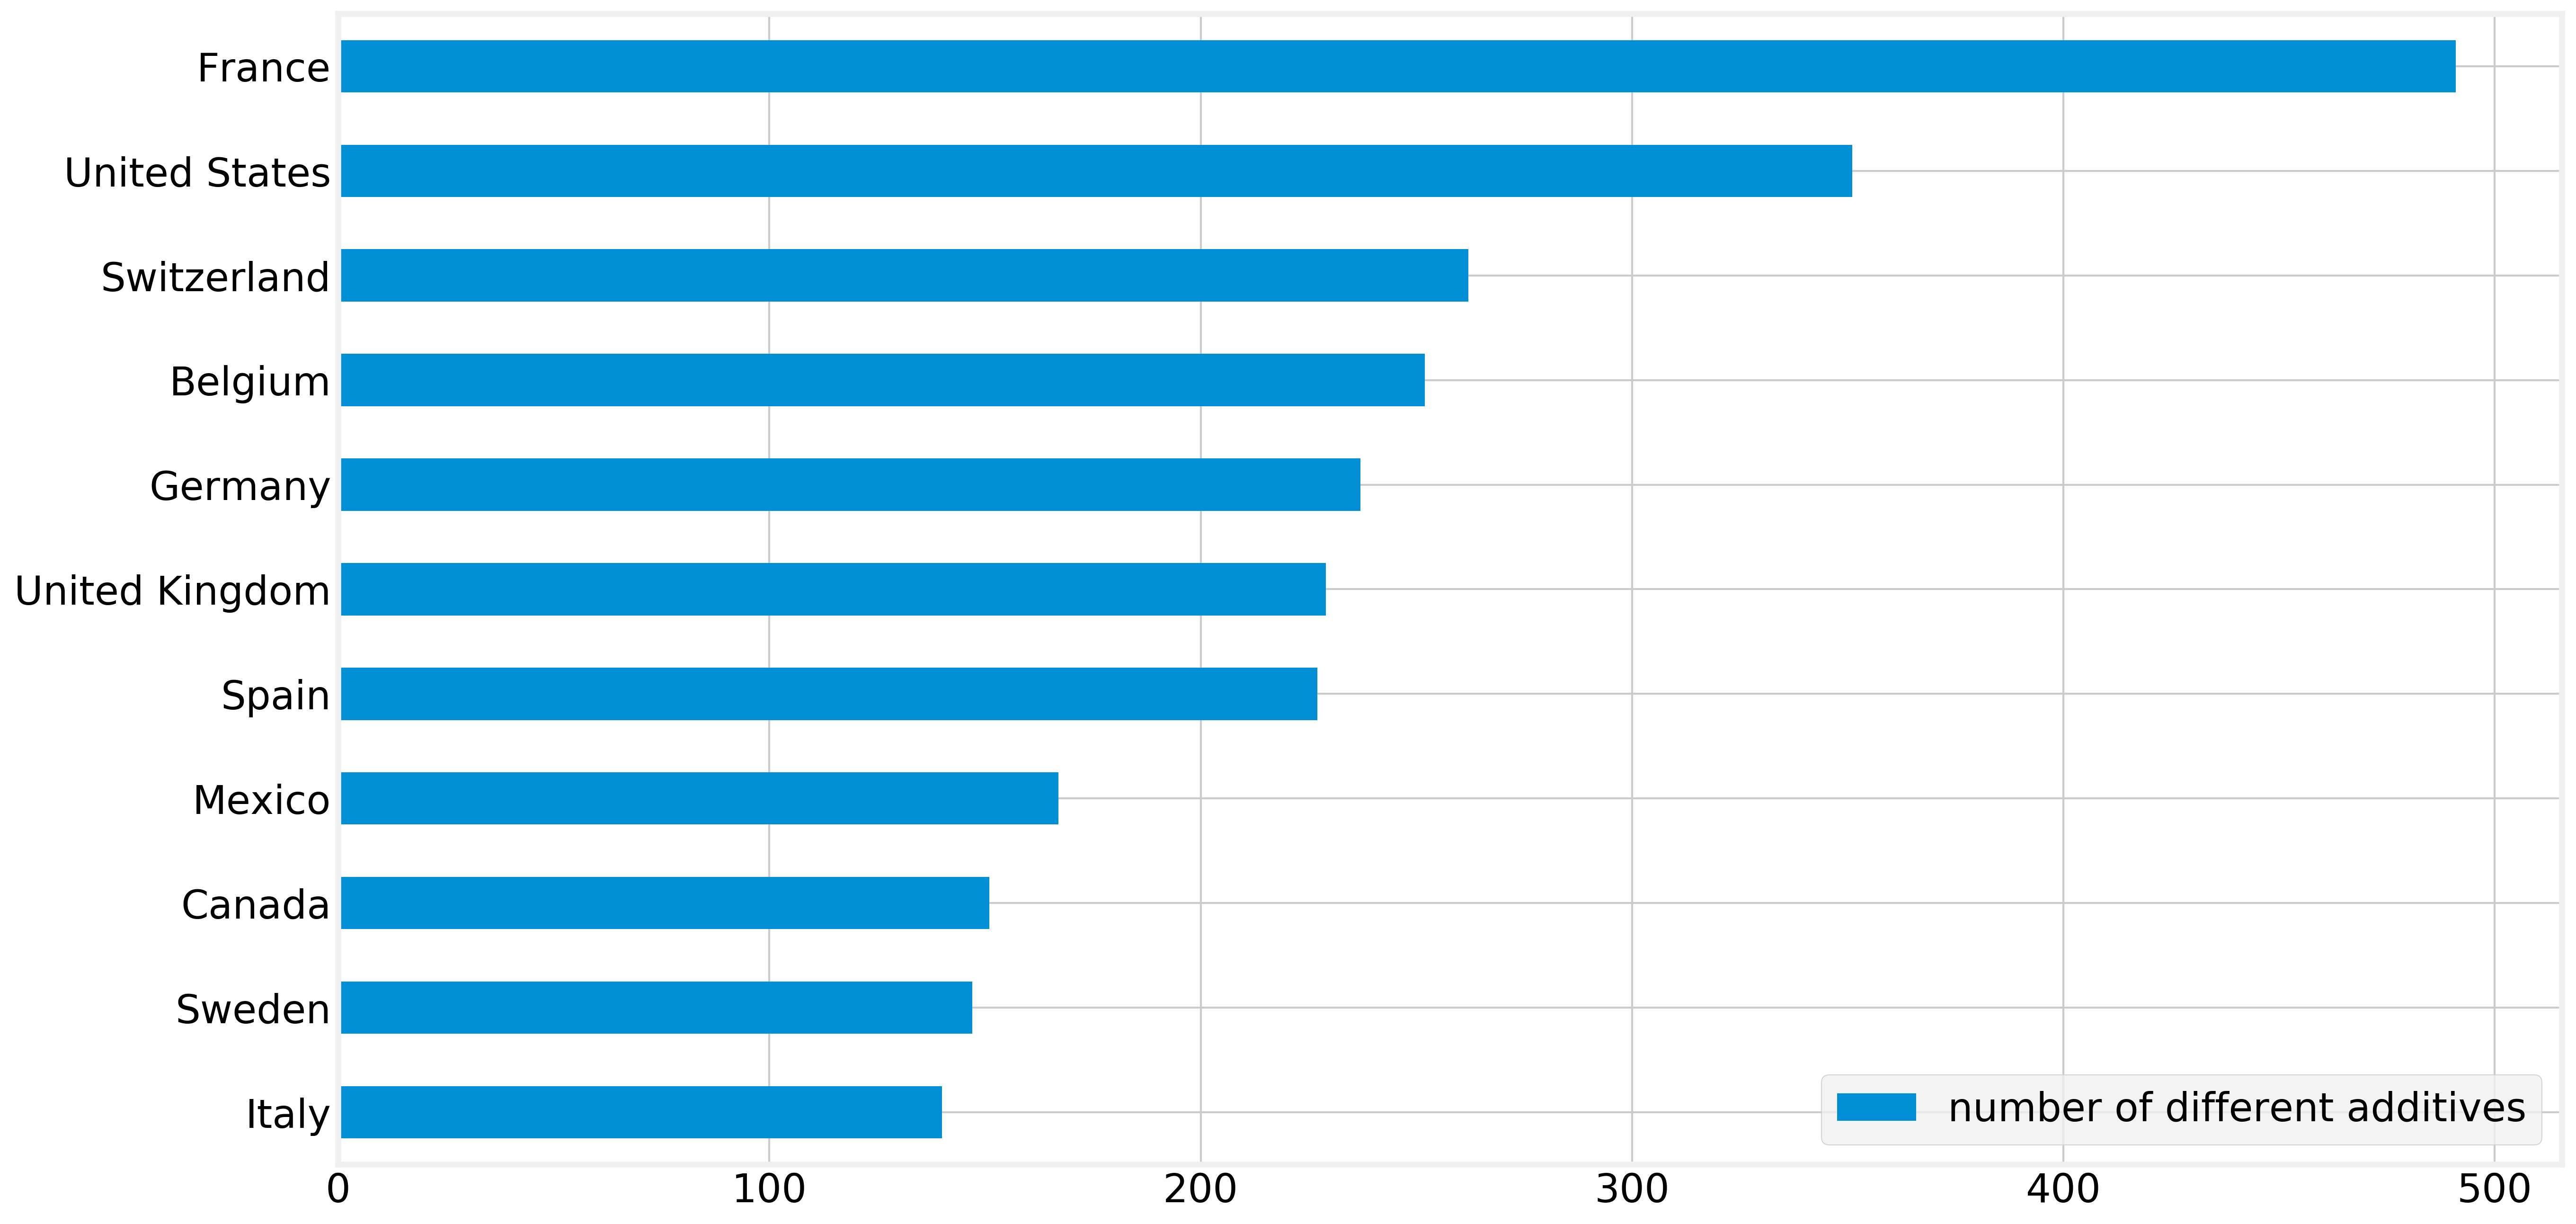 France
United States
Switzerland
Belgium
Germany
United Kingdom
Spain
Mexico
Canada
Sweden
Italy
number of different additives
0 100 200 300 400 500